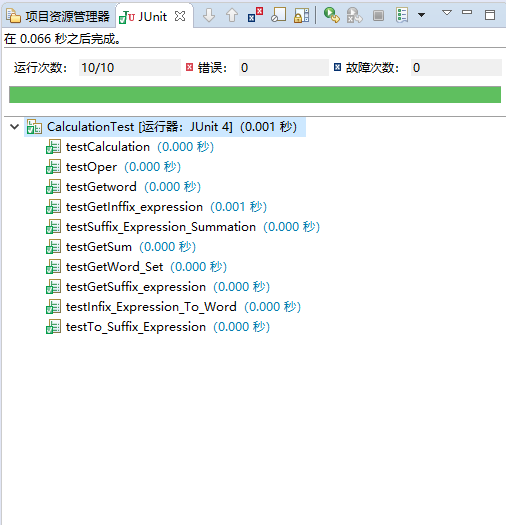 项目资源管理器 JUnit
在 0.066 秒之后完成。
运行次数： 10/10 错误： 0 故障次数： 0
CalculationTest [运行器：JUnit 4] (0.001 秒)
testCalculation (0.000 秒)
testOper (0.000 秒)
testGetword (0.000 秒)
testGetInffix_expression (0.001 秒)
testSuffix_Expression_Summation (0.000 秒)
testGetSum (0.000 秒)
testGetWord_Set (0.000 秒)
testGetSuffix_expression (0.000 秒)
testInfix_Expression_To_Word (0.000 秒)
testTo_Suffix_Expression (0.000 秒)